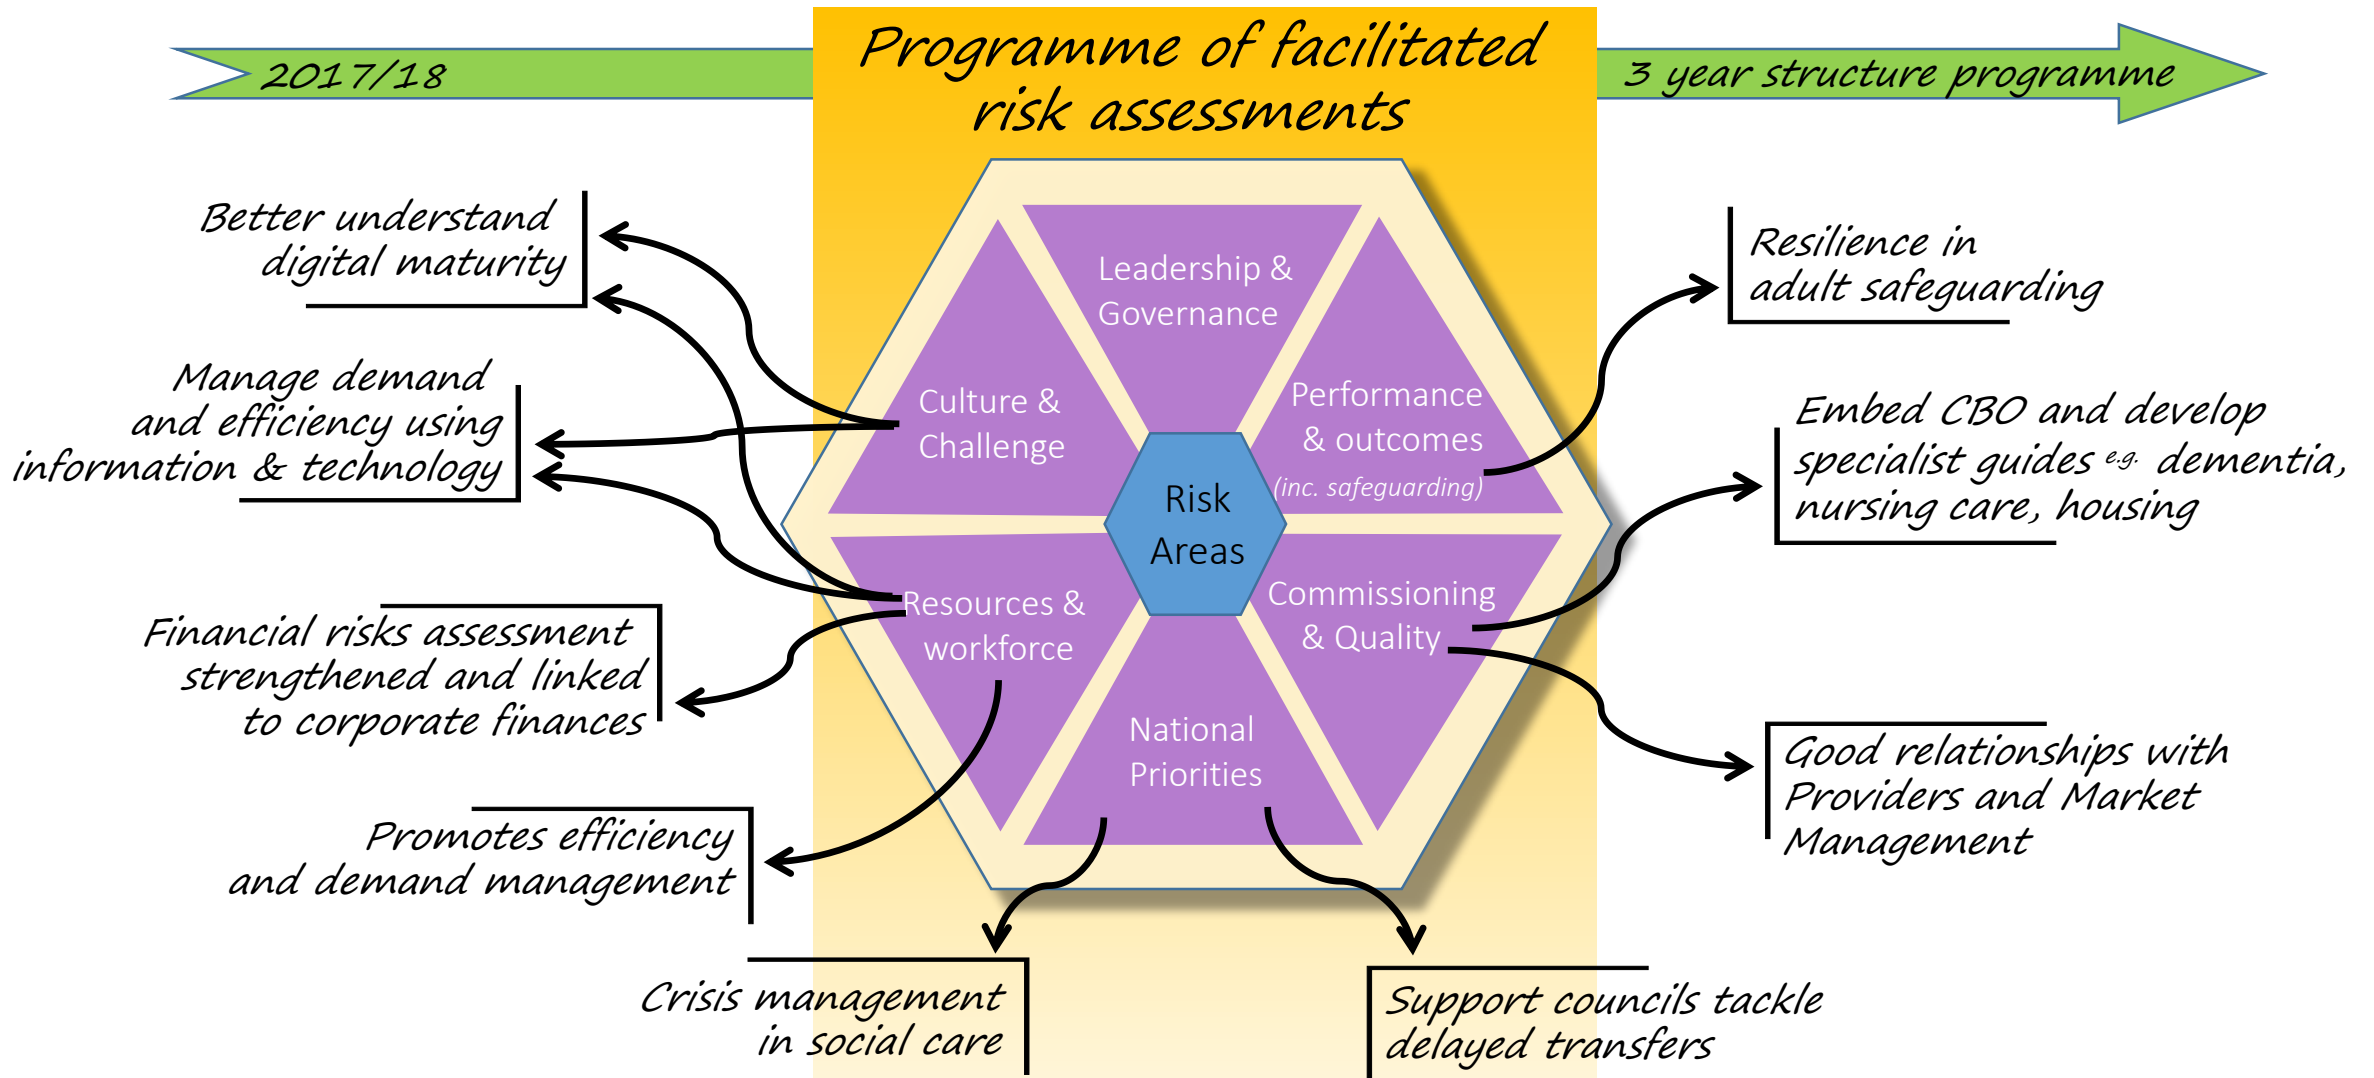 2017/18
Programme of facilitated
risk assessments
3 year structure programme
Better understand
digital maturity
Manage demand
and efficiency using
information & technology
Financial risks assessment
strengthened and linked
to corporate finances
Promotes efficiency
and demand management
Crisis management
in social care
Leadership &
Governance
Culture &
Challenge
Performance
& outcomes
(inc. safeguarding)
Risk
Areas
Resources &
workforce
Commissioning
& Quality
National
Priorities
Resilience in
adult safeguarding
Embed CBO and develop
specialist guides e.g. dementia,
nursing care, housing
Good relationships with
Providers and Market
Management
Support councils tackle
delayed transfers